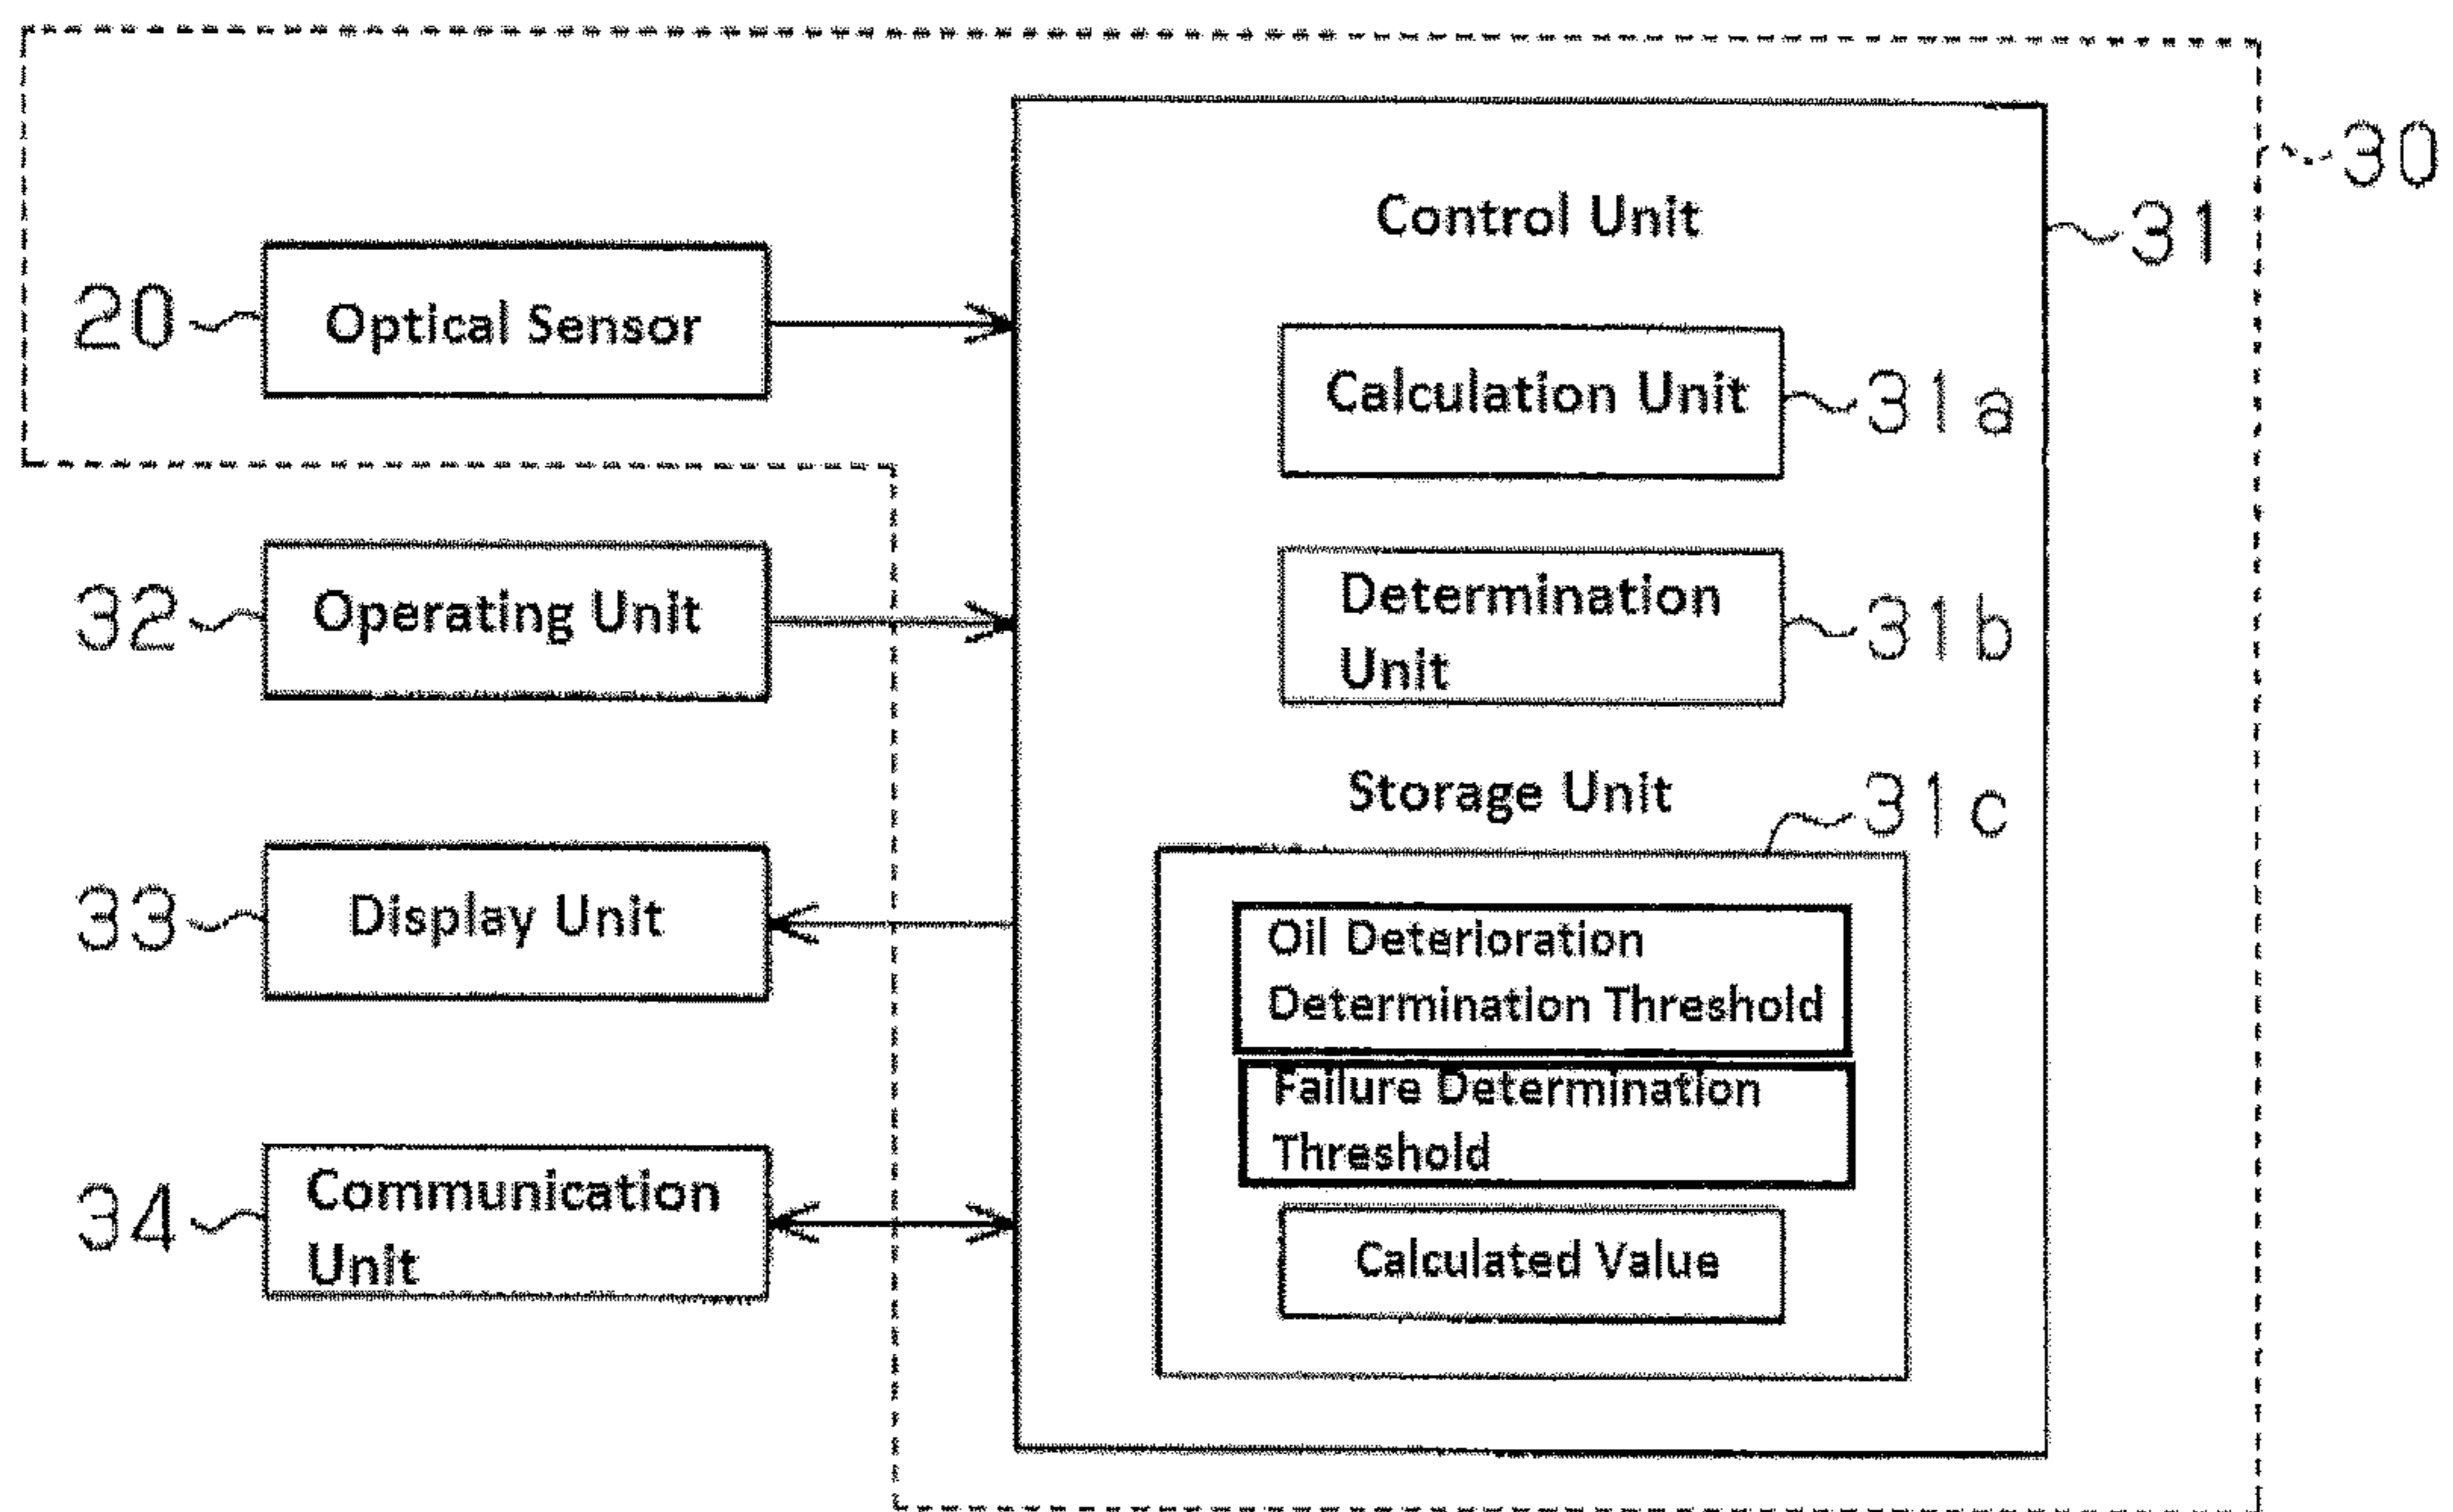 30
Control Unit
31
20
Optical Sensor
Calculation Unit
31a
32
Operating Unit
Determination
Unit
31b
Storage Unit
31c
33
Display Unit
Oil Deterioration
Determination Threshold
Failure Determination
Threshold
34
Communication
Unit
Calculated Value